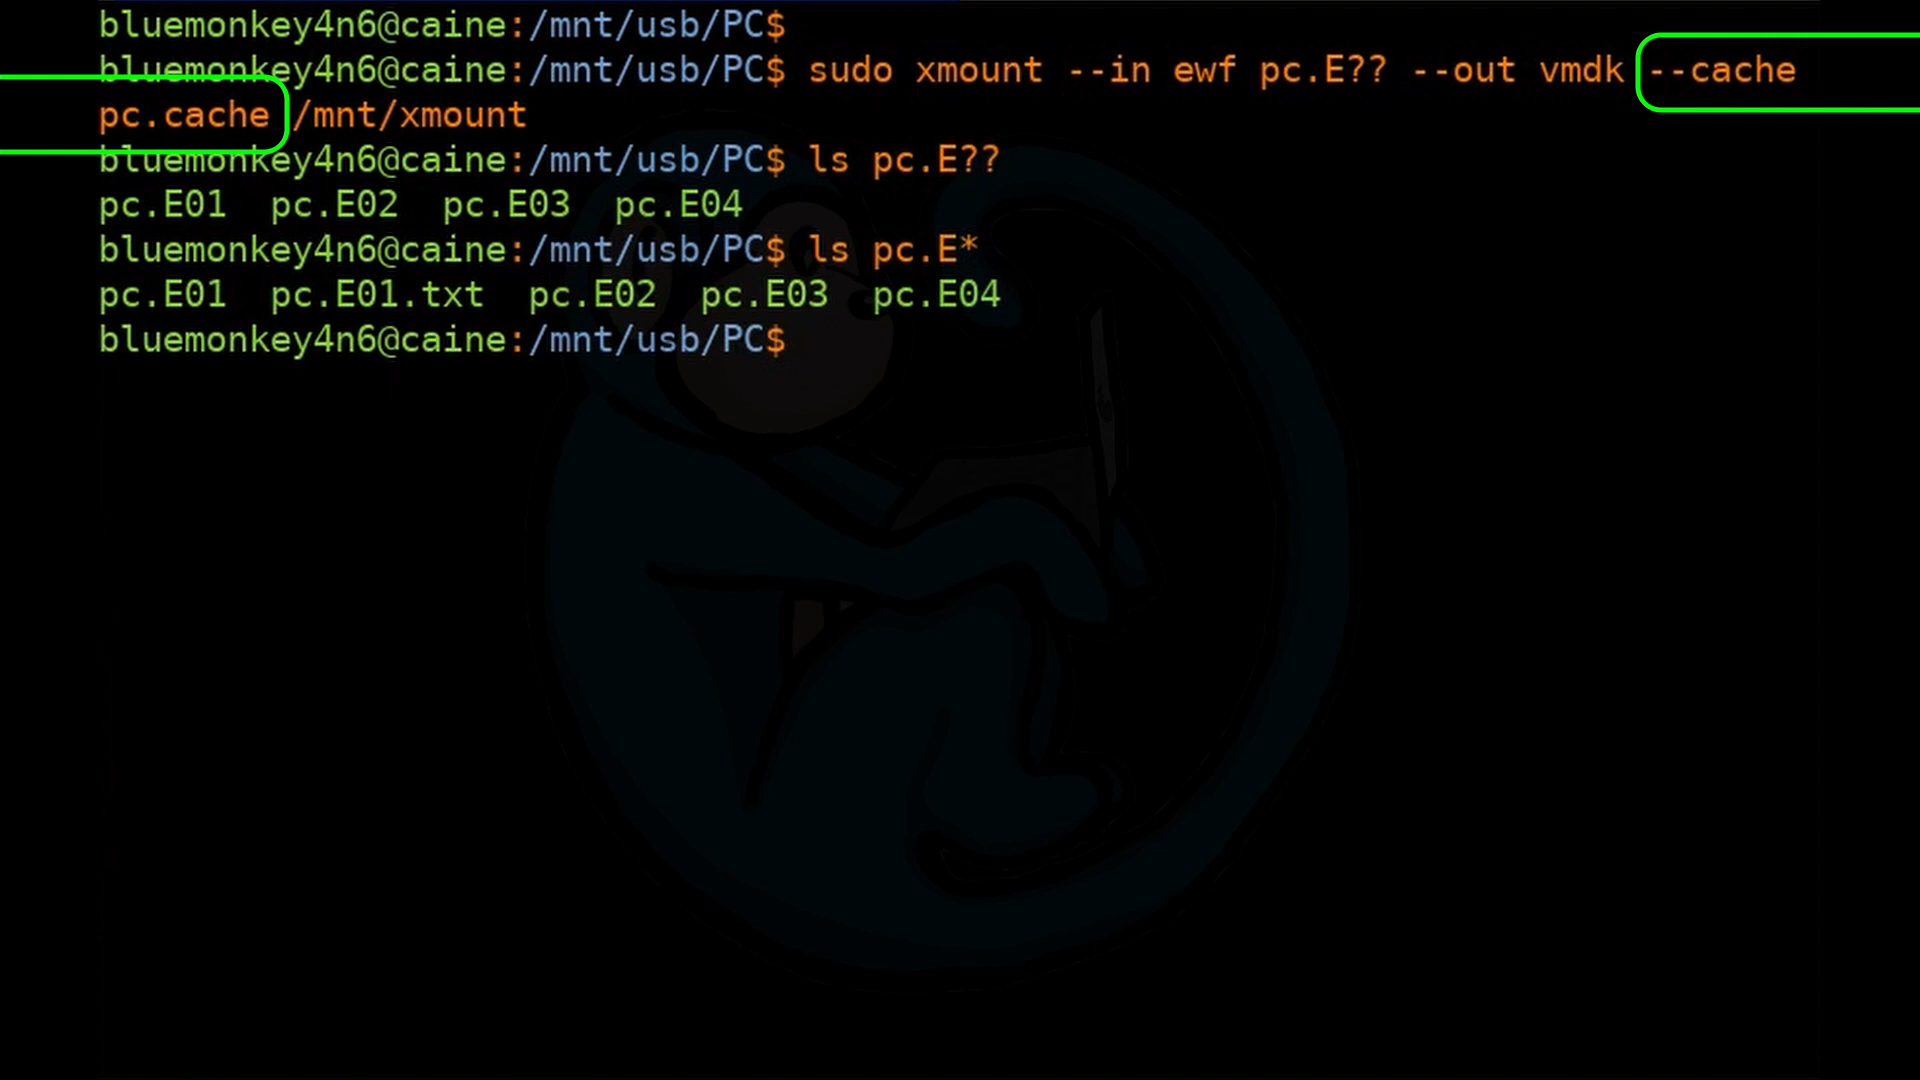 bluemonkey4n6@caine:/mnt/usb/PC$
bluemonkey4n6@caine:/mnt/usb/PC$ sudo xmount --in ewf pc.E?? --out vmdk --cache
pc.cache /mnt/xmount
bluemonkey4n6@caine:/mnt/usb/PC$ ls pc.E??
pc.E01  pc.E02  pc.E03  pc.E04
bluemonkey4n6@caine:/mnt/usb/PC$ ls pc.E*
pc.E01  pc.E01.txt  pc.E02  pc.E03  pc.E04
bluemonkey4n6@caine:/mnt/usb/PC$